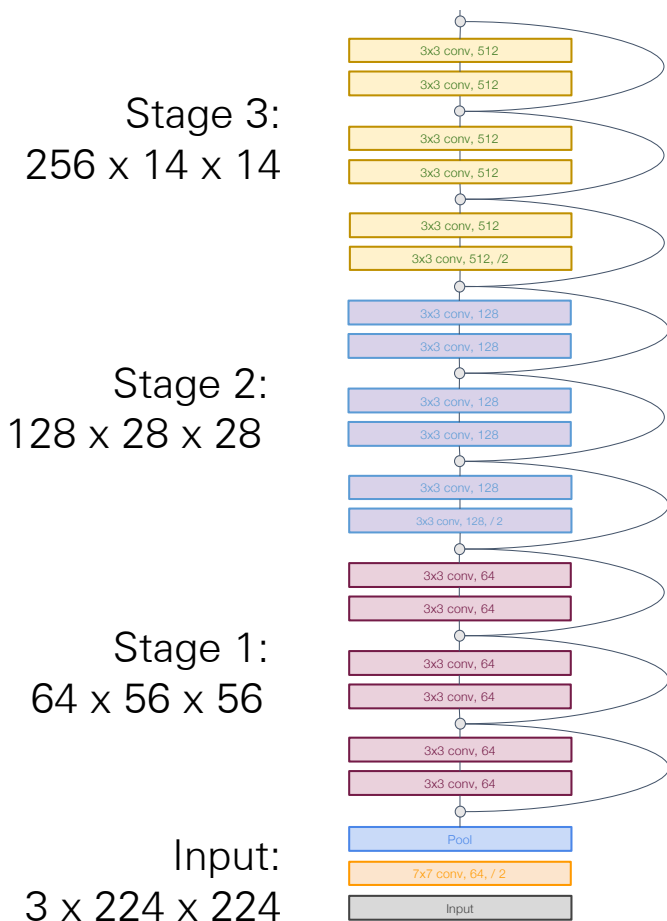 3x3 conv, 512
3x3 conv, 512
Stage 3:
256 x 14 x 14
3x3 conv, 512
3x3 conv, 512
3x3 conv, 512
3x3 conv, 512, /2
3x3 conv, 128
3x3 conv, 128
Stage 2:
128 x 28 x 28
3x3 conv, 128
3x3 conv, 128
3x3 conv, 128
3x3 conv, 128, / 2
3x3 conv, 64
3x3 conv, 64
Stage 1:
64 x 56 x 56
3x3 conv, 64
3x3 conv, 64
3x3 conv, 64
3x3 conv, 64
Input:
3 x 224 x 224
Pool
7x7 conv, 64, / 2
Input